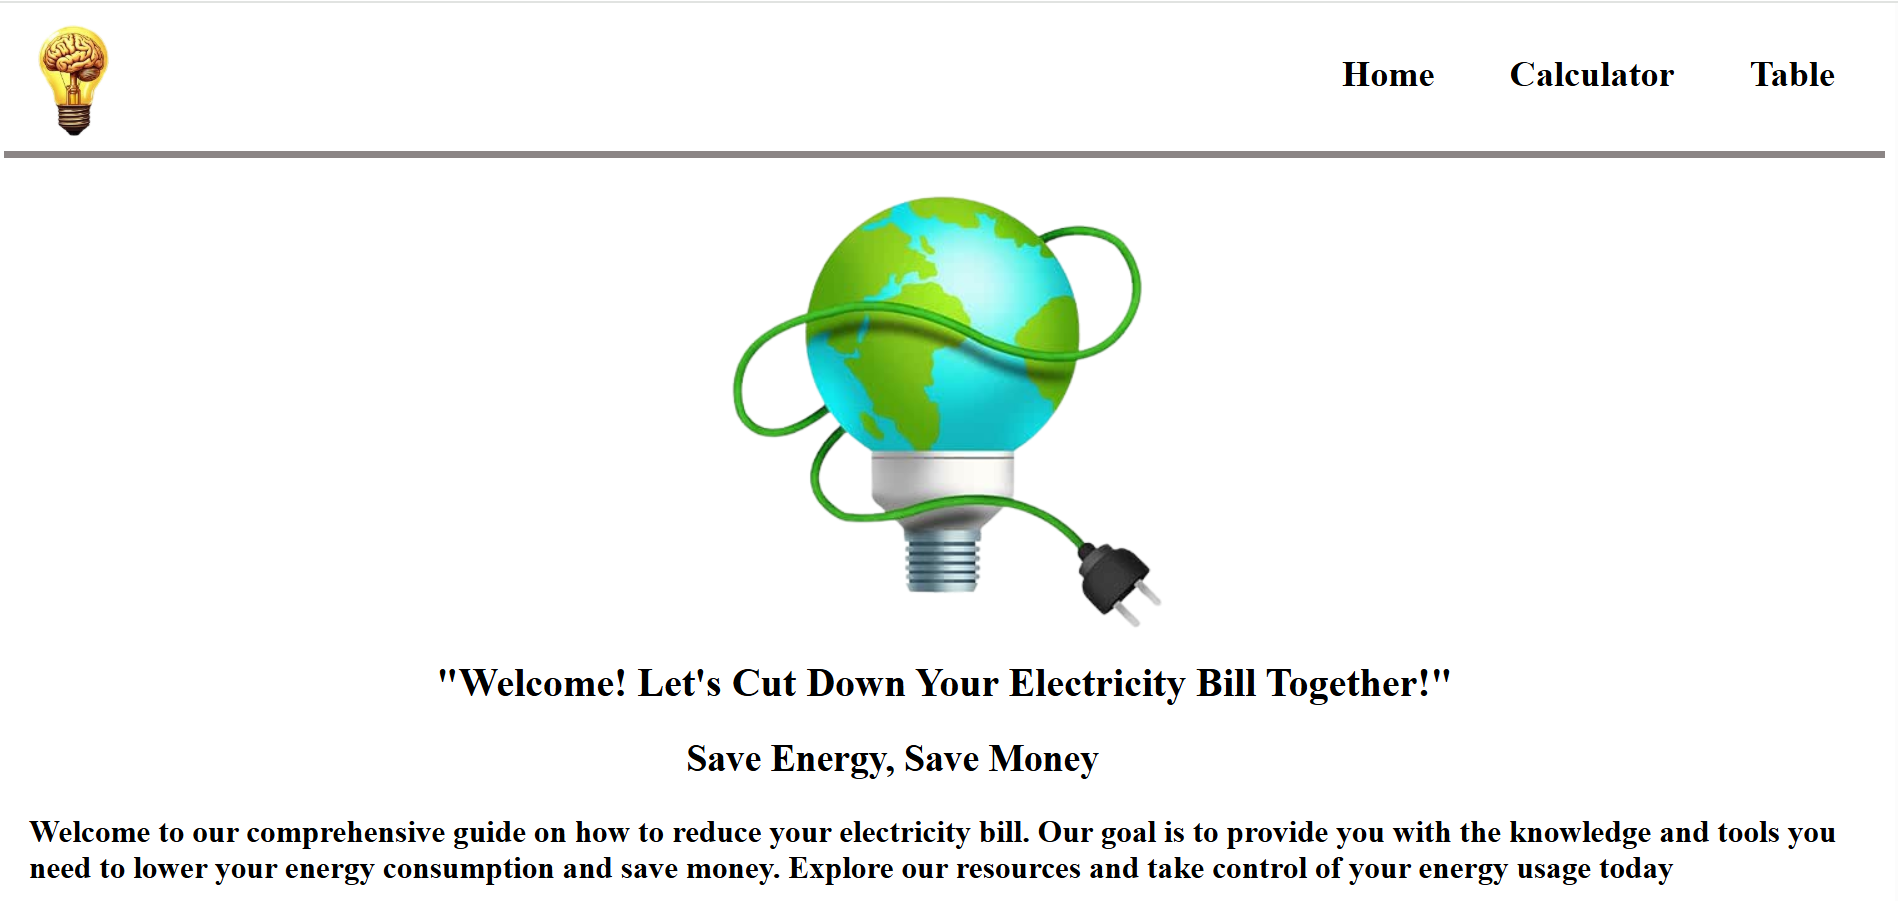 Home Calculator Table
"Welcome! Let's Cut Down Your Electricity Bill Together!"
Save Energy, Save Money
Welcome to our comprehensive guide on how to reduce your electricity bill. Our goal is to provide you with the knowledge and tools you
need to lower your energy consumption and save money. Explore our resources and take control of your energy usage today